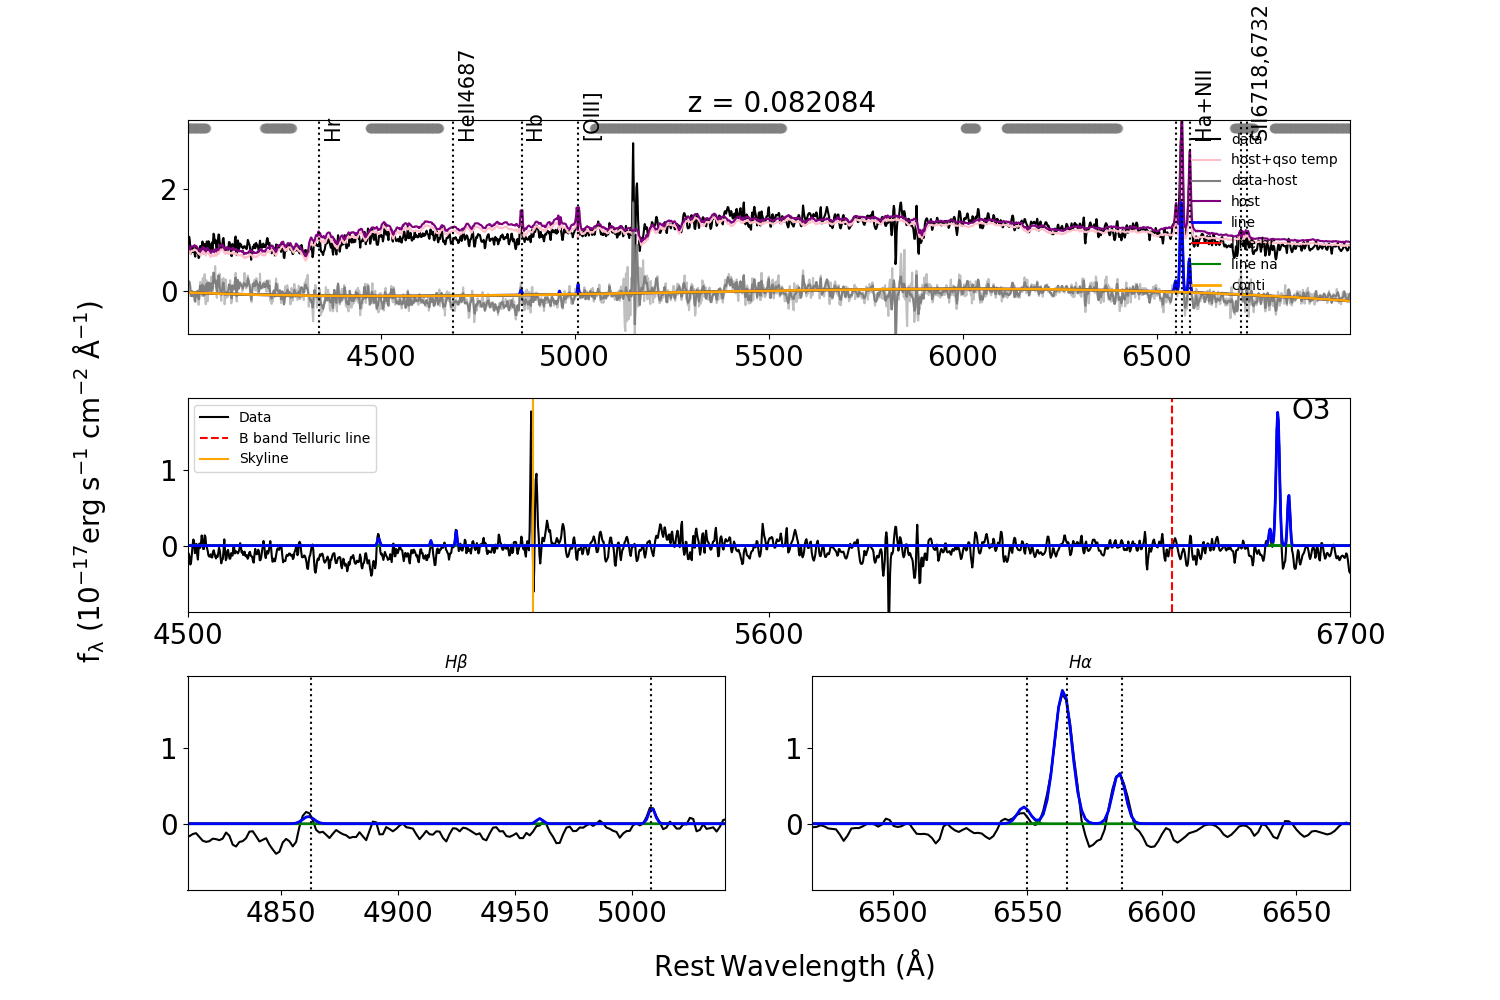 z = 0.082084
Hr
HeII4687
Hb
[OIII]
Ha+NII
SII6718,6732
data
host+qso temp
data-host
host
line
line na
conti
2
0
4500 5000 5500 6000 6500
f_λ (10^−17 erg s^−1 cm^−2 Å^−1)
Data
B band Telluric line
Skyline
O3
1
0
4500 5600 6700
Hβ
Hα
1
0
4850 4900 4950 5000
1
0
6500 6550 6600 6650
Rest Wavelength (Å)